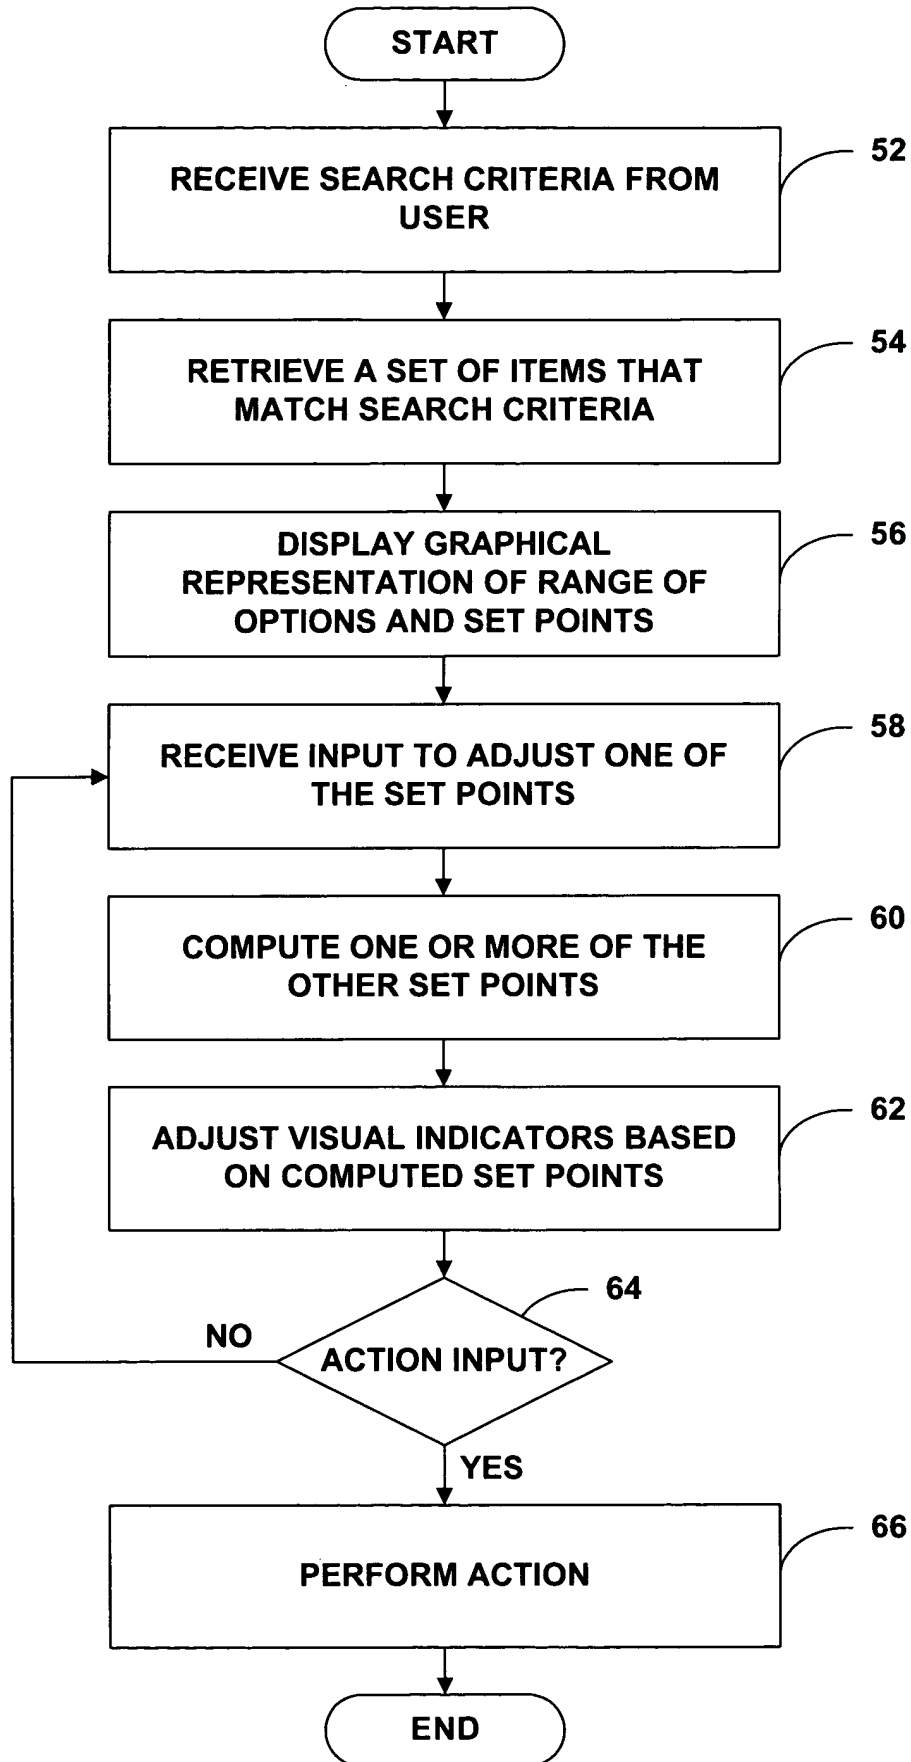 START
RECEIVE SEARCH CRITERIA FROM
USER
52
RETRIEVE A SET OF ITEMS THAT
MATCH SEARCH CRITERIA
54
DISPLAY GRAPHICAL
REPRESENTATION OF RANGE OF
OPTIONS AND SET POINTS
56
RECEIVE INPUT TO ADJUST ONE OF
THE SET POINTS
58
COMPUTE ONE OR MORE OF THE
OTHER SET POINTS
60
ADJUST VISUAL INDICATORS BASED
ON COMPUTED SET POINTS
62
64
NO
ACTION INPUT?
YES
PERFORM ACTION
66
END